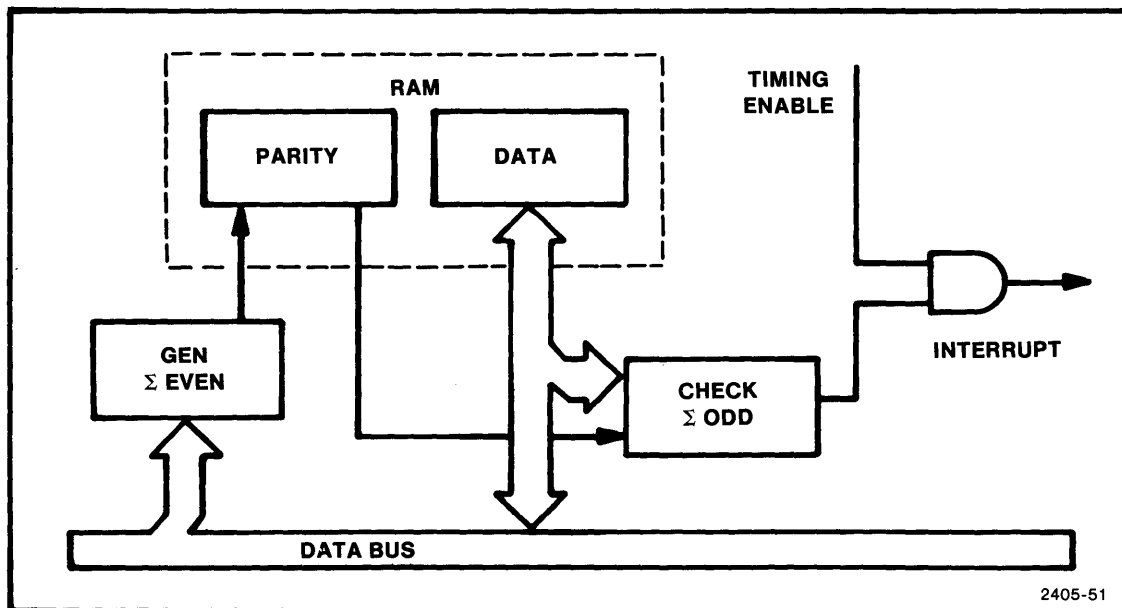 RAM
TIMING
ENABLE
PARITY
DATA
GEN
Σ EVEN
INTERRUPT
CHECK
Σ ODD
DATA BUS
2405-51